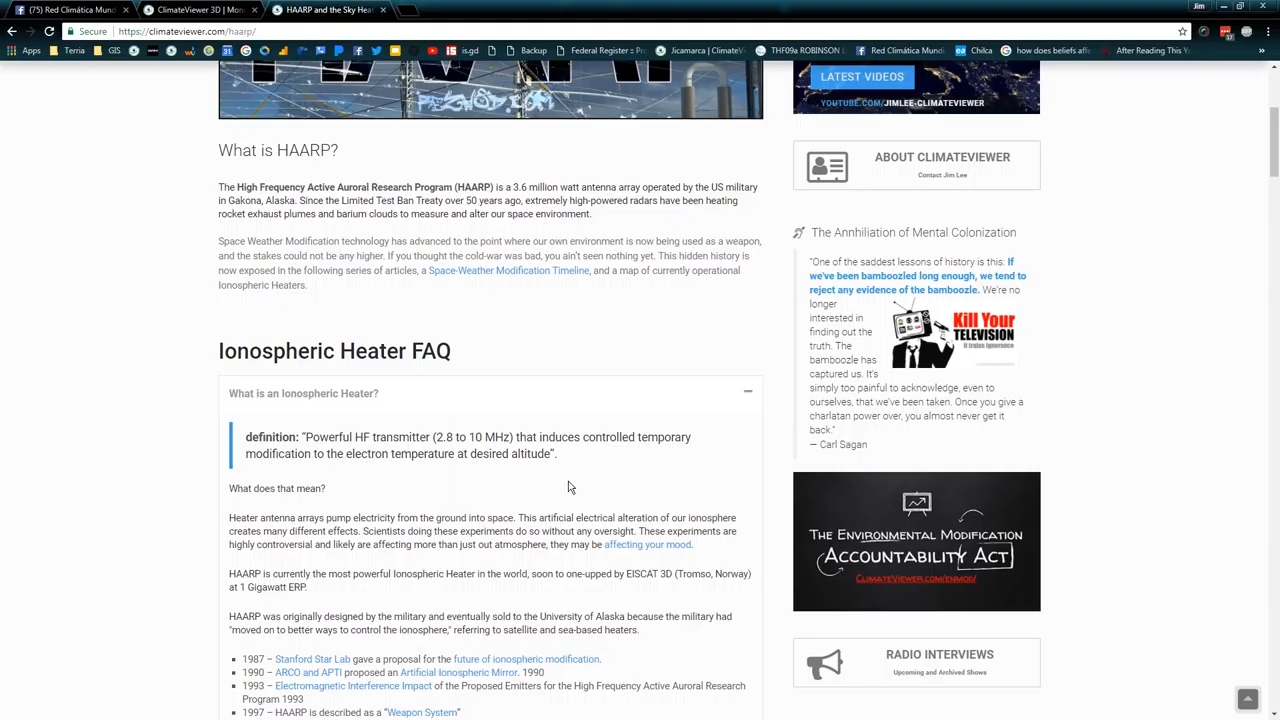 (75) Red Climática Mun
ClimateViewer 3D | Mon
HAARP and the Sky Hea
Jim
Secure
https://climateviewer.com/haarp/
Apps
Terria
GIS
is.gd
Backup
Federal Register :: Pr
Jicamarca | ClimateVi
THF09a ROBINSON
Red Climática Mundi
Chilca
how does beliefs affe
After Reading This Y
»
LATEST VIDEOS
YOUTUBE.COM/JIMLEE-CLIMATEVIEWER
What is HAARP?
The High Frequency Active Auroral Research Program (HAARP) is a 3.6 million watt antenna array operated by the US military
in Gakona, Alaska. Since the Limited Test Ban Treaty over 50 years ago, extremely high-powered radars have been heating
rocket exhaust plumes and barium clouds to measure and alter our space environment.
Space Weather Modification technology has advanced to the point where our own environment is now being used as a weapon,
and the stakes could not be any higher. If you thought the cold-war was bad, you ain't seen nothing yet. This hidden history is
now exposed in the following series of articles, a Space-Weather Modification Timeline, and a map of currently operational
Ionospheric Heaters.
Ionospheric Heater FAQ
What is an Ionospheric Heater?
definition: “Powerful HF transmitter (2.8 to 10 MHz) that induces controlled temporary
modification to the electron temperature at desired altitude”.
What does that mean?
Heater antenna arrays pump electricity from the ground into space. This artificial electrical alteration of our ionosphere
creates many different effects. Scientists doing these experiments do so without any oversight. These experiments are
highly controversial and likely are affecting more than just out atmosphere, they may be affecting your mood.
HAARP is currently the most powerful Ionospheric Heater in the world, soon to one-upped by EISCAT 3D (Tromso, Norway)
at 1 Gigawatt ERP.
HAARP was originally designed by the military and eventually sold to the University of Alaska because the military had
"moved on to better ways to control the ionosphere," referring to satellite and sea-based heaters.
1987 – Stanford Star Lab gave a proposal for the future of ionospheric modification.
1990 – ARCO and APTI proposed an Artificial Ionospheric Mirror. 1990
1993 – Electromagnetic Interference Impact of the Proposed Emitters for the High Frequency Active Auroral Research
Program 1993
1997 – HAARP is described as a “Weapon System”
ABOUT CLIMATEVIEWER
Contact Jim Lee
The Annhiliation of Mental Colonization
“One of the saddest lessons of history is this: If
we've been bamboozled long enough, we tend to
reject any evidence of the bamboozle. We're no
longer
interested in
finding out the
truth. The
bamboozle has
captured us. It's
simply too painful to acknowledge, even to
ourselves, that we've been taken. Once you give a
charlatan power over, you almost never get it
back.”
— Carl Sagan
Kill Your
TELEVISION
It trains ignorance
THE ENVIRONMENTAL MODIFICATION
ACCOUNTABILITY ACT
CLIMATEVIEWER.COM/ENMOD/
RADIO INTERVIEWS
Upcoming and Archived Shows